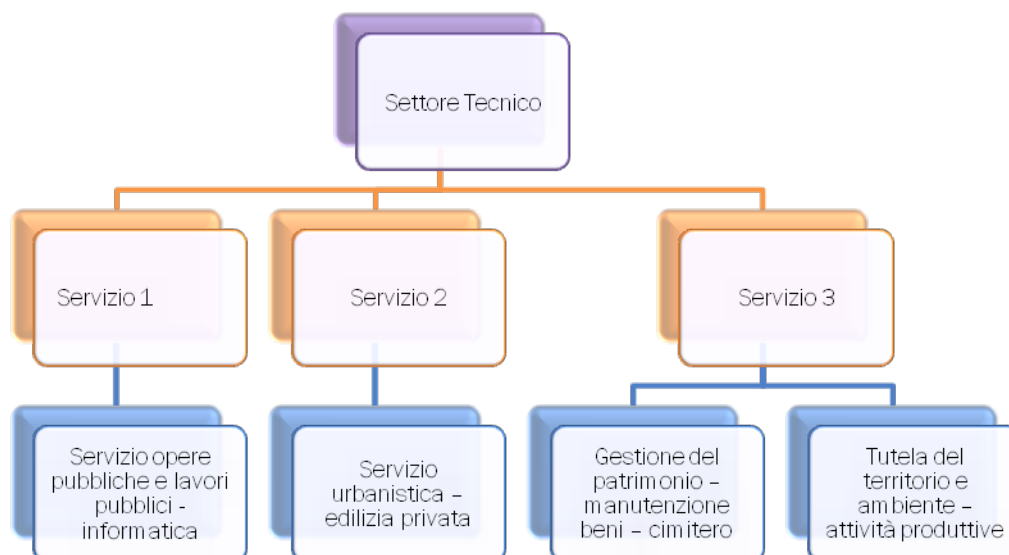 Settore Tecnico
Servizio 1
Servizio 2
Servizio 3
Servizio opere
pubbliche e lavori
pubblici -
informatica
Servizio
urbanistica –
edilizia privata
Gestione del
patrimonio –
manutenzione
beni – cimitero
Tutela del
territorio e
ambiente –
attività produttive